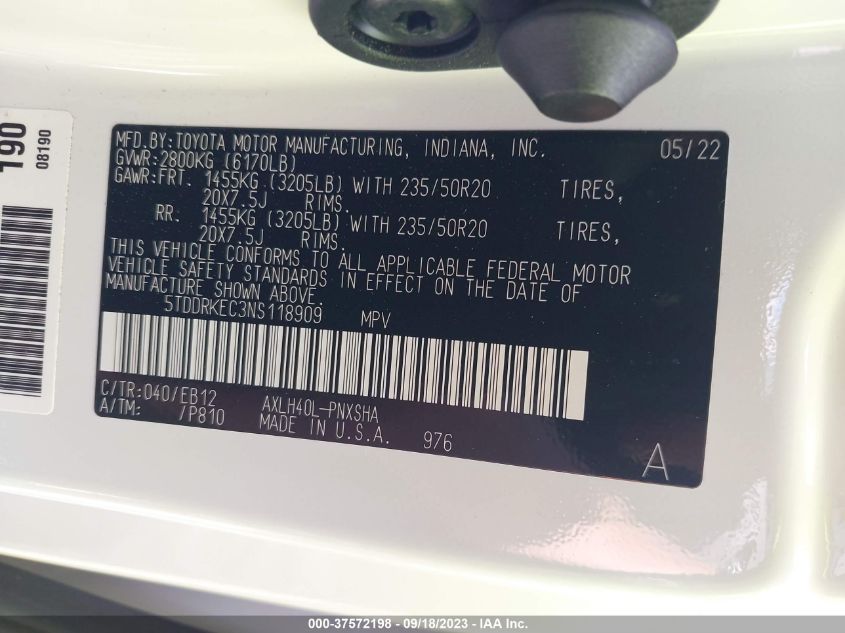 190
08190
MFD.BY:TOYOTA MOTOR MANUFACTURING, INDIANA, INC. 05/22
GVWR:2800KG (6170LB)
GAWR:FRT. 1455KG (3205LB) WITH 235/50R20 TIRES,
20X7.5J RIMS.
RR. 1455KG (3205LB) WITH 235/50R20 TIRES,
20X7.5J RIMS.
THIS VEHICLE CONFORMS TO ALL APPLICABLE FEDERAL MOTOR
VEHICLE SAFETY STANDARDS IN EFFECT ON THE DATE OF
MANUFACTURE SHOWN ABOVE.
5TDDRKEC3NS118909 MPV
C/TR:040/EB12 AXLH40L-PNXSHA
A/TM: /P810 MADE IN U.S.A. 976
A
000-37572198 - 09/18/2023 - IAA Inc.